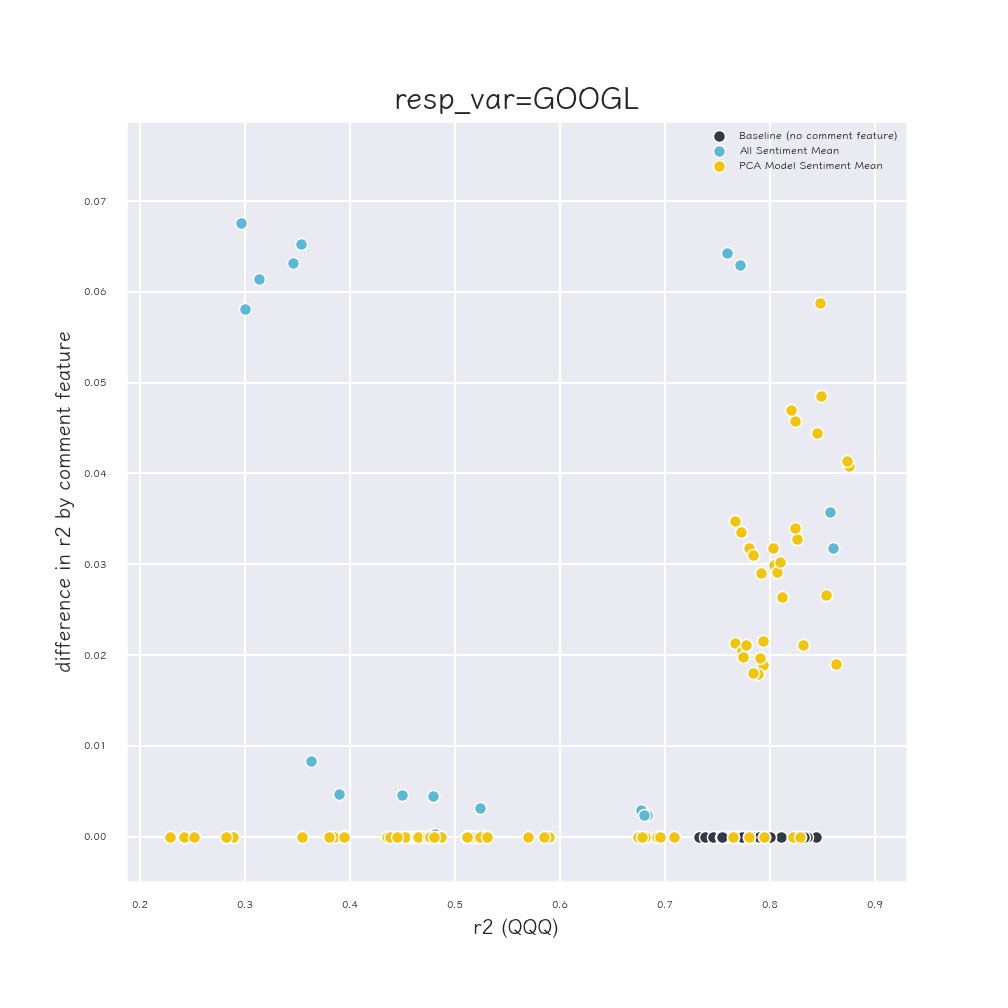 resp_var=GOOGL
Baseline (no comment feature)
All Sentiment Mean
PCA Model Sentiment Mean
0.07
0.06
0.05
0.04
0.03
0.02
0.01
0.00
difference in r2 by comment feature
0.2 0.3 0.4 0.5 0.6 0.7 0.8 0.9
r2 (QQQ)